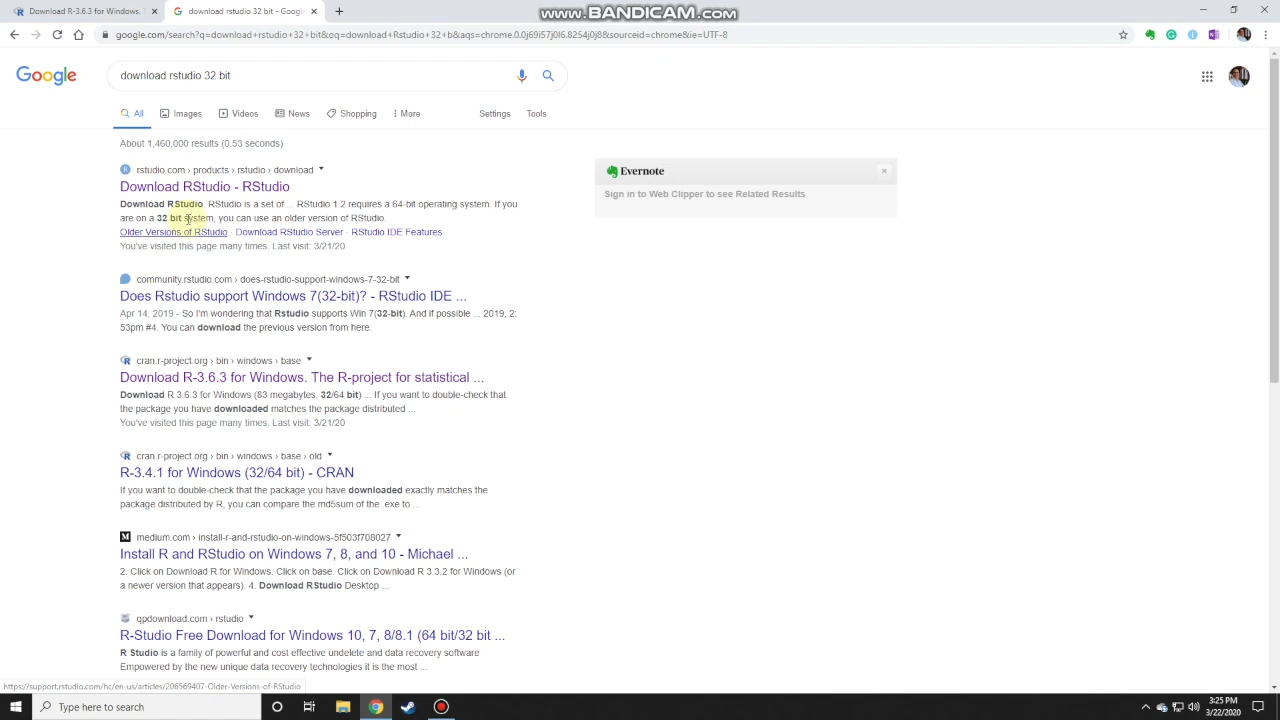 R-3.6.3 for Windows. T
download rstudio 32 bit - Google
www.BANDICAM.com
google.com/search?q=download+rstudio+32+bit&oq=download+Rstudio+32+b&aqs=chrome.0.0j69i57j0l6.8254j0j8&sourceid=chrome&ie=UTF-8
Google
download rstudio 32 bit
All
Images
Videos
News
Shopping
More
Settings
Tools
About 1,460,000 results (0.53 seconds)
rstudio.com › products › rstudio › download
Download RStudio - RStudio
Download RStudio. RStudio is a set of ... RStudio 1.2 requires a 64-bit operating system. If you
are on a 32 bit system, you can use an older version of RStudio.
Older Versions of RStudio · Download RStudio Server · RStudio IDE Features
You've visited this page many times. Last visit: 3/21/20
Evernote
Sign in to Web Clipper to see Related Results
community.rstudio.com › does-rstudio-support-windows-7-32-bit
Does Rstudio support Windows 7(32-bit)? - RStudio IDE ...
Apr 14, 2019 - So I'm wondering that Rstudio supports Win 7(32-bit). And if possible ... 2019, 2:
53pm #4. You can download the previous version from here.
cran.r-project.org › bin › windows › base
Download R-3.6.3 for Windows. The R-project for statistical ...
Download R 3.6.3 for Windows (83 megabytes, 32/64 bit) ... If you want to double-check that
the package you have downloaded matches the package distributed ...
You've visited this page many times. Last visit: 3/21/20
cran.r-project.org › bin › windows › base › old
R-3.4.1 for Windows (32/64 bit) - CRAN
If you want to double-check that the package you have downloaded exactly matches the
package distributed by R, you can compare the md5sum of the .exe to ...
medium.com › install-r-and-rstudio-on-windows-5f503f708027
Install R and RStudio on Windows 7, 8, and 10 - Michael ...
2. Click on Download R for Windows. Click on base. Click on Download R 3.3.2 for Windows (or
a newer version that appears). 4. Download RStudio Desktop ...
qpdownload.com › rstudio
R-Studio Free Download for Windows 10, 7, 8/8.1 (64 bit/32 bit ...
R Studio is a family of powerful and cost effective undelete and data recovery software
Empowered by the new unique data recovery technologies it is the most ...
https://support.rstudio.com/hc/en-us/articles/206569407-Older-Versions-of-RStudio
Type here to search
3:25 PM
3/22/2020